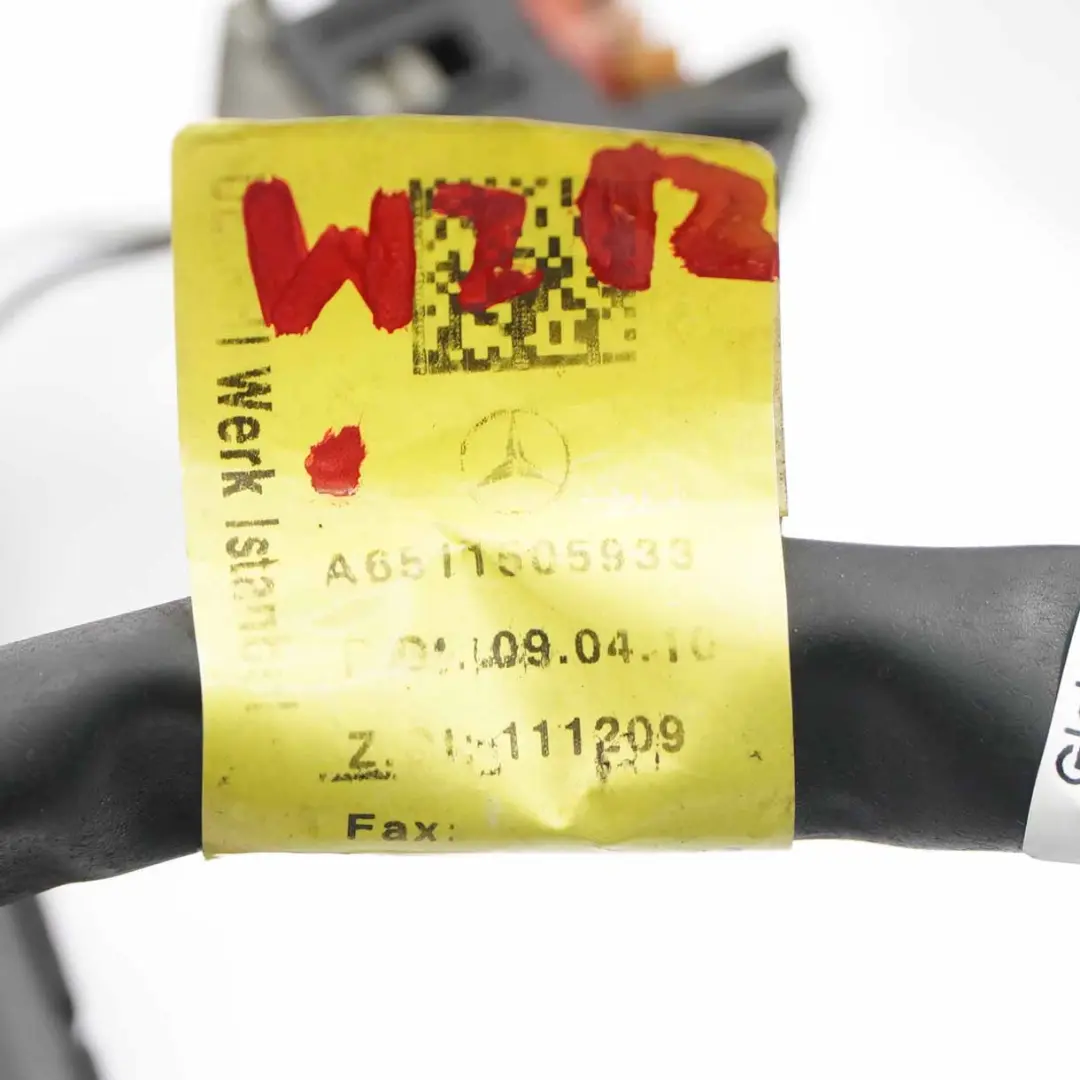 W212
Werk Istanbul
A6511505933
09.04.10
Z. 111209
Fax: